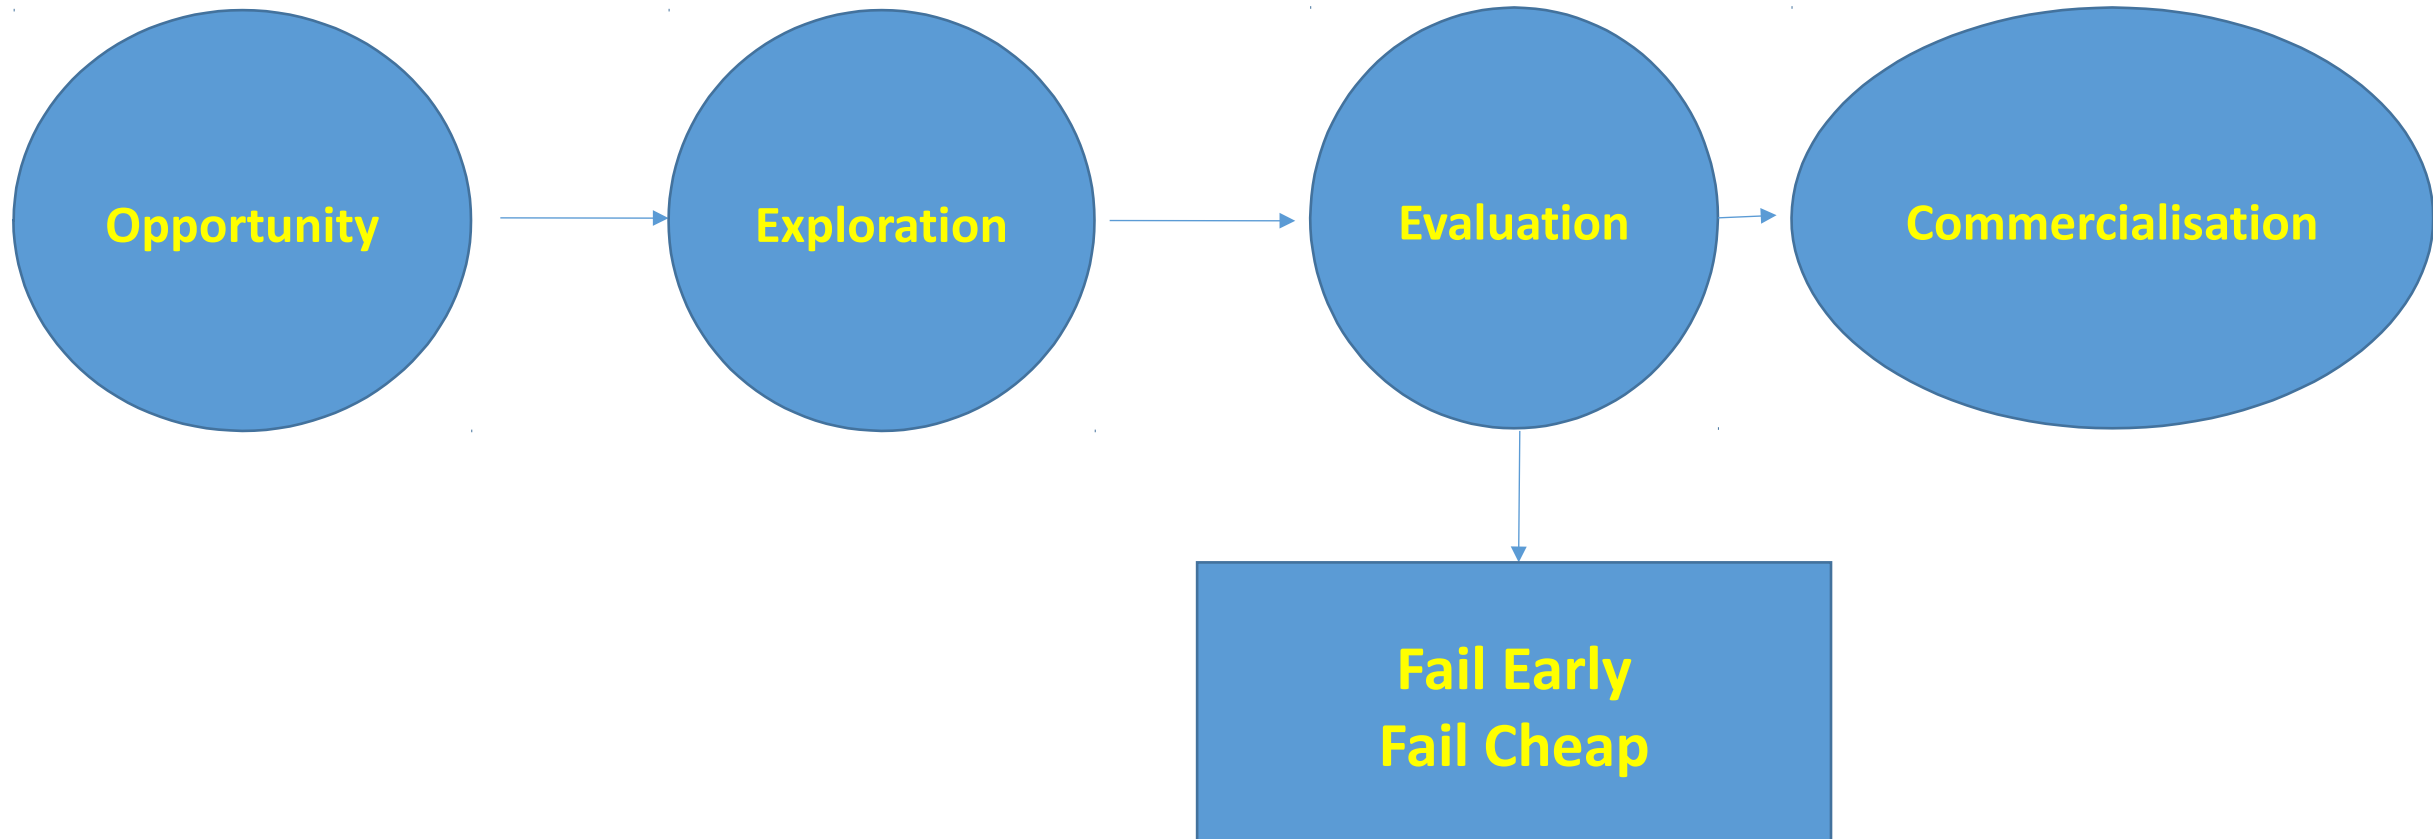 Opportunity
Exploration
Evaluation
Commercialisation
Fail Early
Fail Cheap